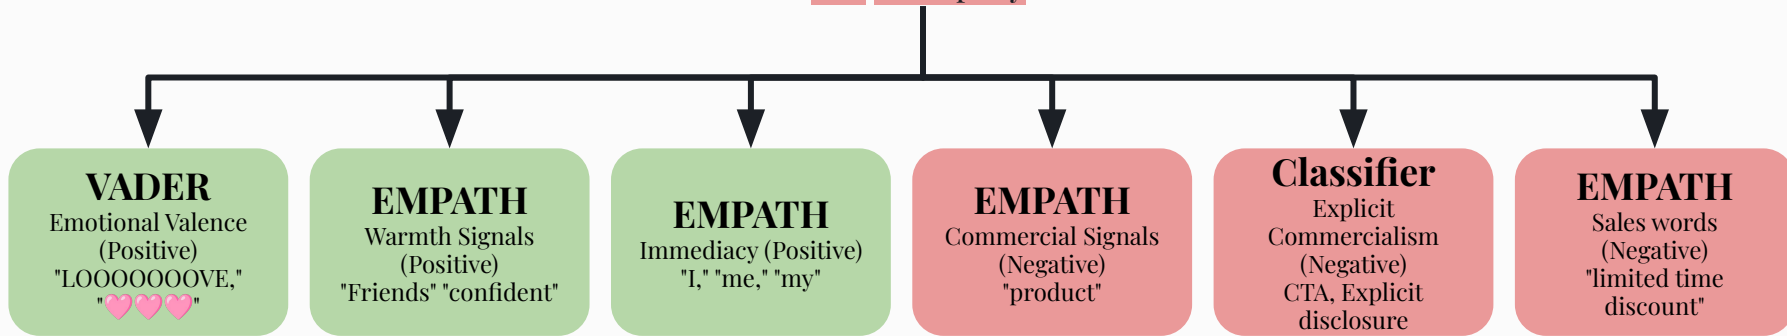 VADER
Emotional Valence
(Positive)
"LOOOOOOOVE,"
"🩷🩷🩷"
EMPATH
Warmth Signals
(Positive)
"Friends" "confident"
EMPATH
Immediacy (Positive)
"I," "me," "my"
EMPATH
Commercial Signals
(Negative)
"product"
Classifier
Explicit
Commercialism
(Negative)
CTA, Explicit
disclosure
EMPATH
Sales words
(Negative)
"limited time
discount"